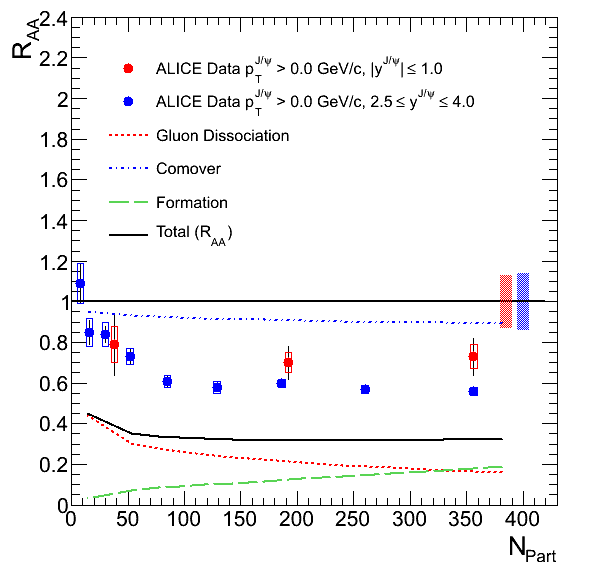 R_AA
2.4
2.2
2
1.8
1.6
1.4
1.2
1
0.8
0.6
0.4
0.2
0
ALICE Data p_T^{J/ψ} > 0.0 GeV/c, |y^{J/ψ}| ≤ 1.0
ALICE Data p_T^{J/ψ} > 0.0 GeV/c, 2.5 ≤ y^{J/ψ} ≤ 4.0
Gluon Dissociation
Comover
Formation
Total (R_AA)
0 50 100 150 200 250 300 350 400
N_Part